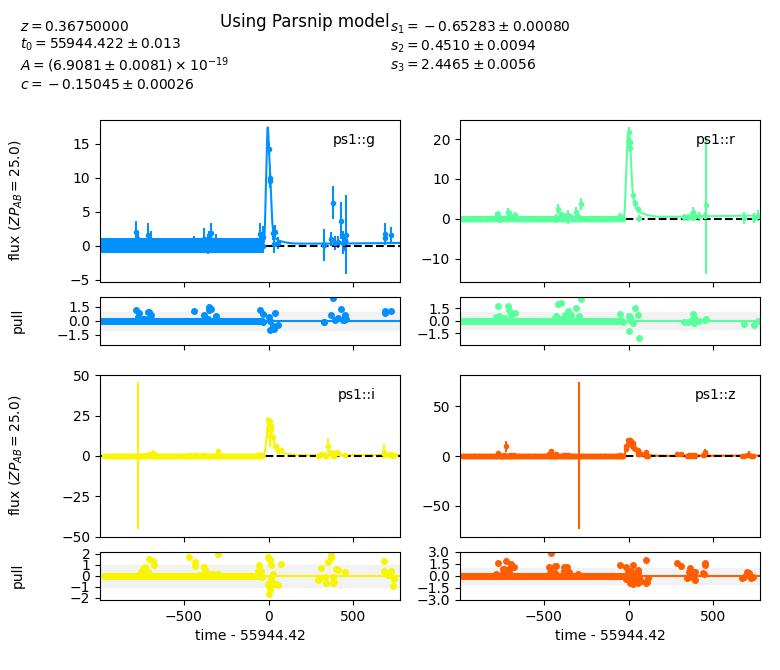 Using Parsnip model
z = 0.36750000
t₀ = 55944.422 ± 0.013
A = (6.9081 ± 0.0081) × 10⁻¹⁹
c = −0.15045 ± 0.00026
s₁ = −0.65283 ± 0.00080
s₂ = 0.4510 ± 0.0094
s₃ = 2.4465 ± 0.0056
flux (ZP_AB = 25.0)
15
10
5
0
−5
ps1::g
20
10
0
−10
ps1::r
pull
1.5
0.0
−1.5
1.5
0.0
−1.5
flux (ZP_AB = 25.0)
50
25
0
−25
−50
ps1::i
50
0
−50
ps1::z
pull
2
1
0
−1
−2
3.0
1.5
0.0
−1.5
−3.0
−500 0 500
−500 0 500
time - 55944.42
time - 55944.42